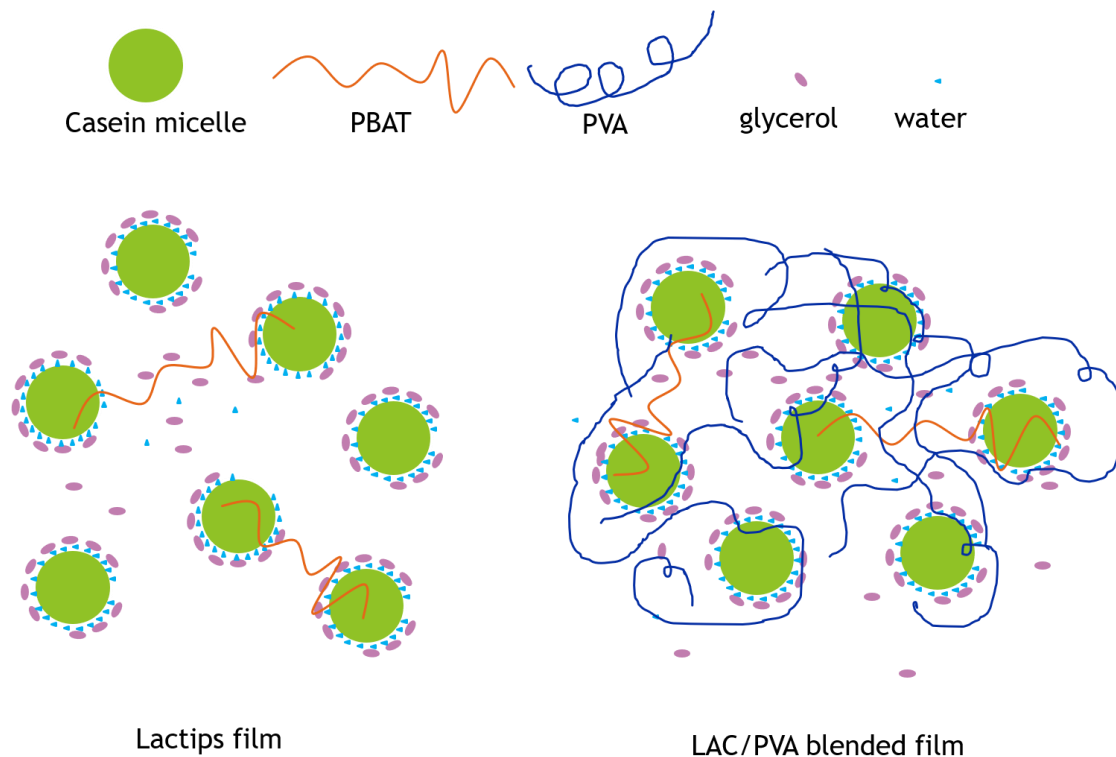 Casein micelle
PBAT
PVA
glycerol
water
Lactips film
LAC/PVA blended film